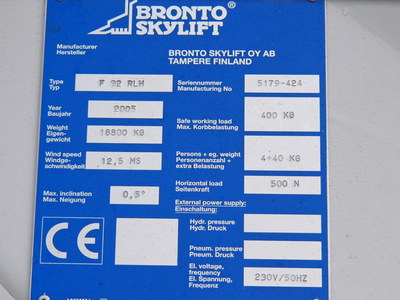 BRONTO®
SKYLIFT
Manufacturer
Hersteller
BRONTO SKYLIFT OY AB
TAMPERE FINLAND
Type
Typ
F 32 RLH
Seriennummer
Manufacturing No
5179-424
Year
Baujahr
2005
Safe working load
Max. Korbbelastung
400 KG
Weight
Eigen-
gewicht
18800 KG
Wind speed
Windge-
schwindigkeit
12,5 MS
Persons + eg. weight
Personenanzahl +
extra Belastung
4+40 KG
Max. inclination
Max. Neigung
0,5°
Horizontal load
Seitenkraft
500 N
External power supply:
Einschaltung:
Hydr. pressure
Hydr. Druck
Pneum. pressure
Pneum. Druck
El. voltage,
frequency
El. Spannung,
Frequenz
230V/50HZ
CE